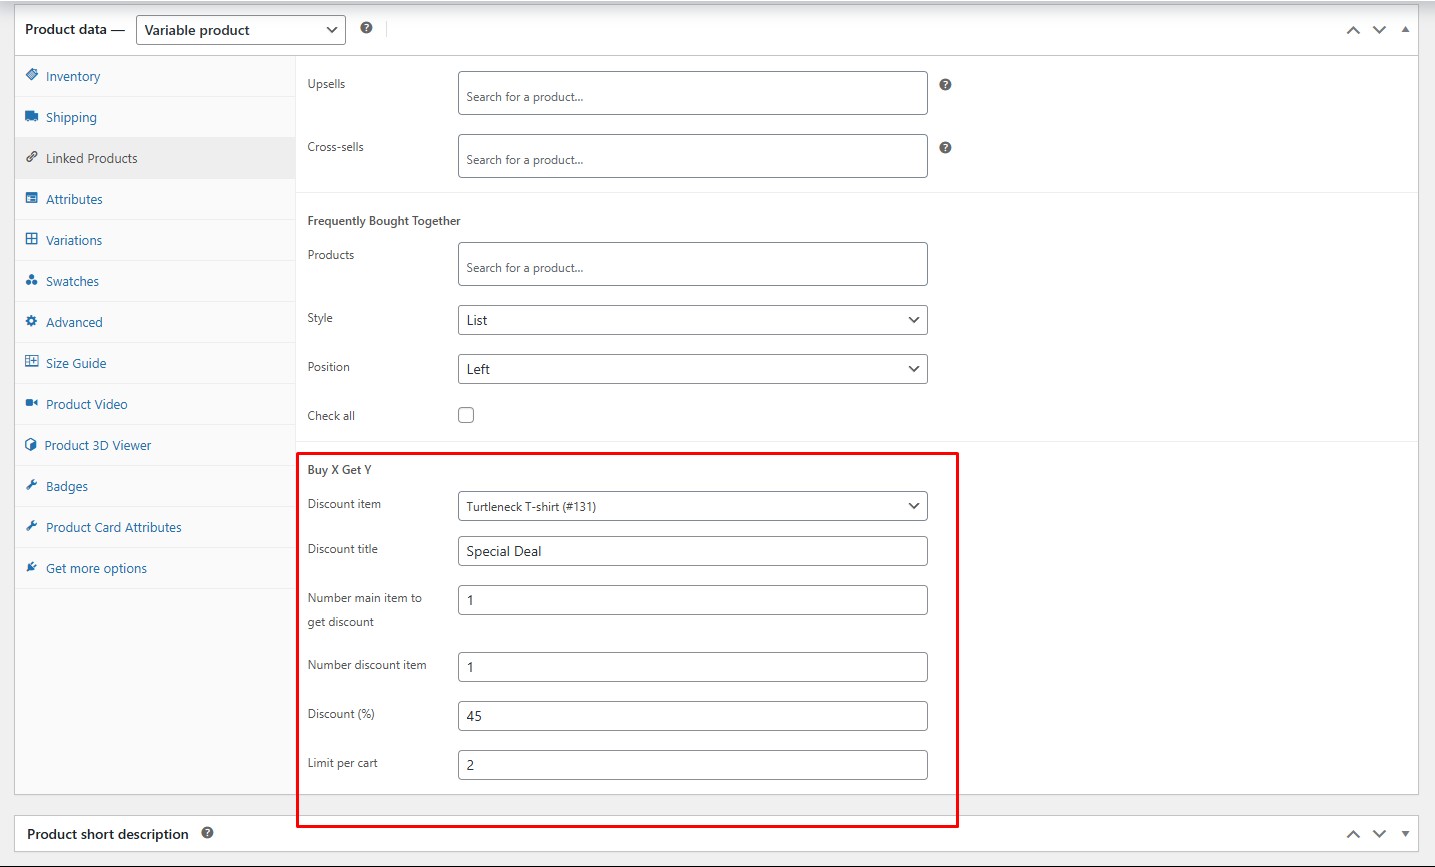 Product data — Variable product
Inventory
Shipping
Linked Products
Attributes
Variations
Swatches
Advanced
Size Guide
Product Video
Product 3D Viewer
Badges
Product Card Attributes
Get more options
Upsells
Search for a product...
Cross-sells
Search for a product...
Frequently Bought Together
Products
Search for a product...
Style
List
Position
Left
Check all
Buy X Get Y
Discount item
Turtleneck T-shirt (#131)
Discount title
Special Deal
Number main item to
get discount
1
Number discount item
1
Discount (%)
45
Limit per cart
2
Product short description